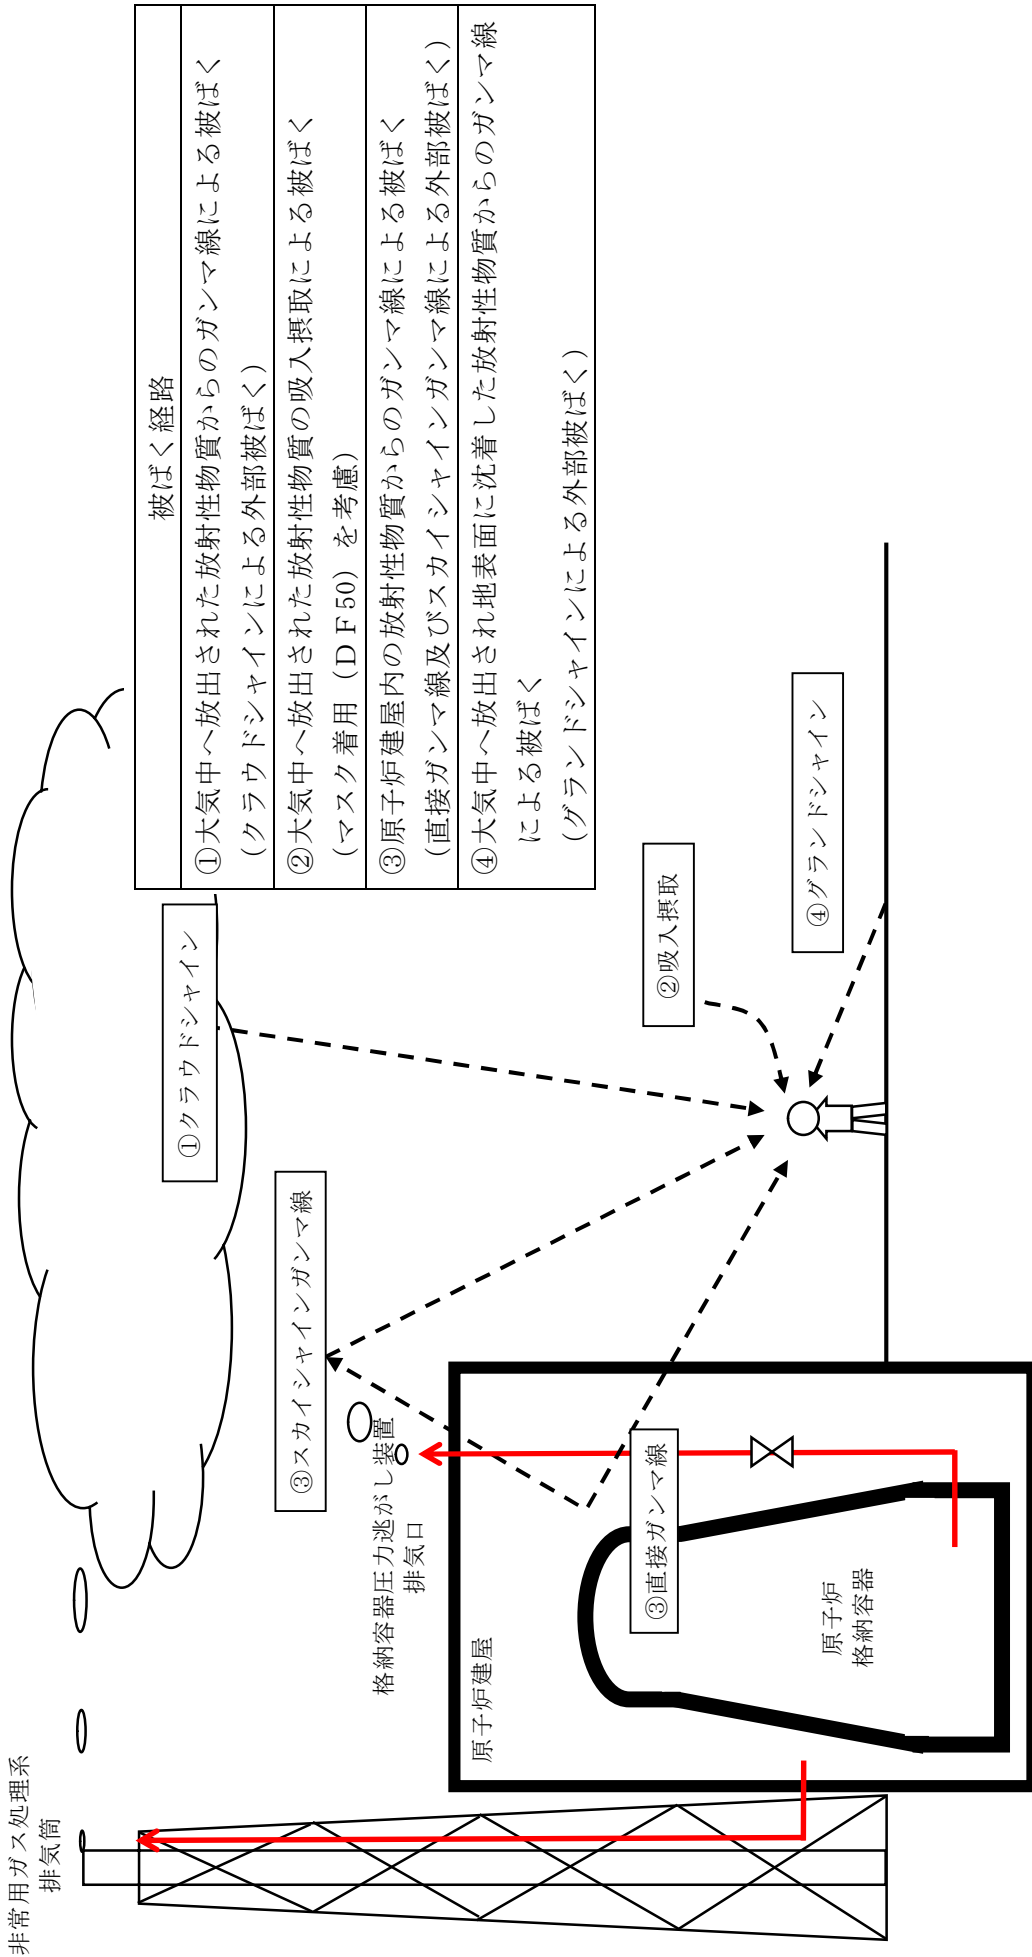 被ばく経路
①大気中へ放出された放射性物質からのガンマ線による被ばく
(クラウドシャインによる外部被ばく)
②大気中へ放出された放射性物質の吸入摂取による被ばく
(マスク着用（ＤＦ50）を考慮)
③原子炉建屋内の放射性物質からのガンマ線による被ばく
(直接ガンマ線及びスカイシャインガンマ線による外部被ばく)
④大気中へ放出され地表面に沈着した放射性物質からのガンマ線
による被ばく
(グランドシャインによる外部被ばく)
非常用ガス処理系
排気筒
①クラウドシャイン
③スカイシャインガンマ線
格納容器圧力逃がし装置
排気口
原子炉建屋
③直接ガンマ線
原子炉
格納容器
②吸入摂取
④グランドシャイン